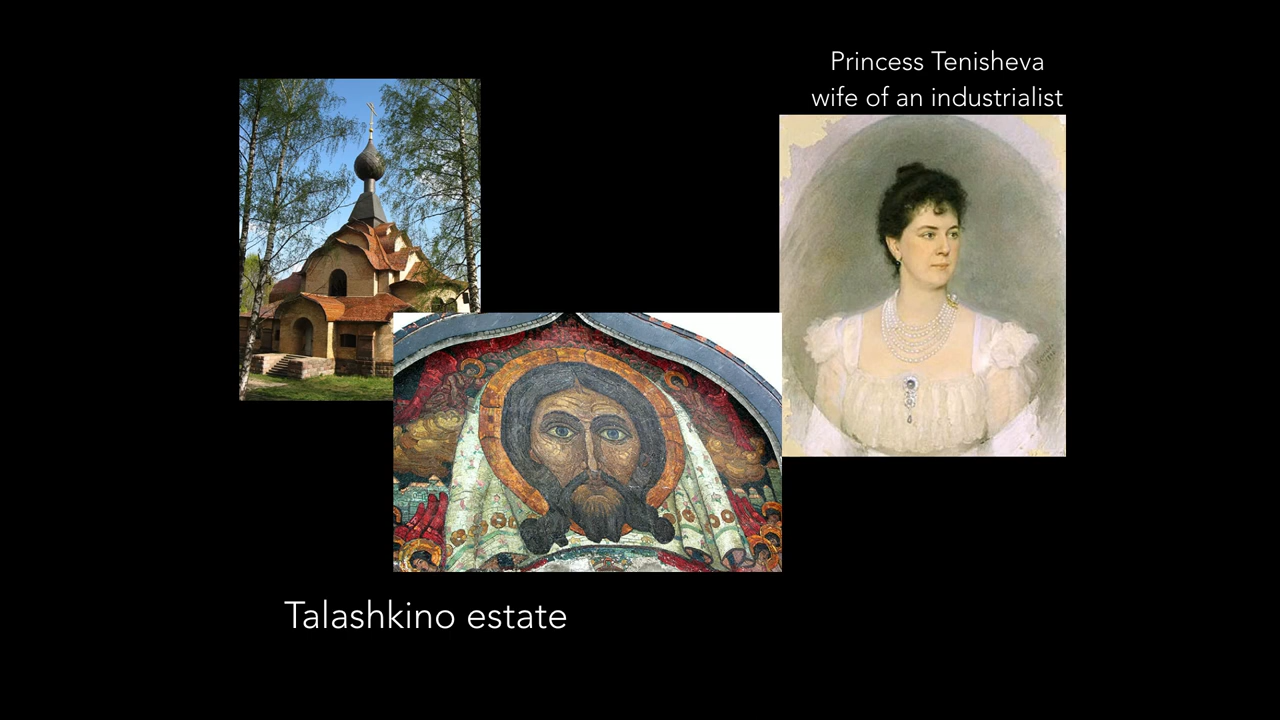 Princess Tenisheva
wife of an industrialist
Talashkino estate